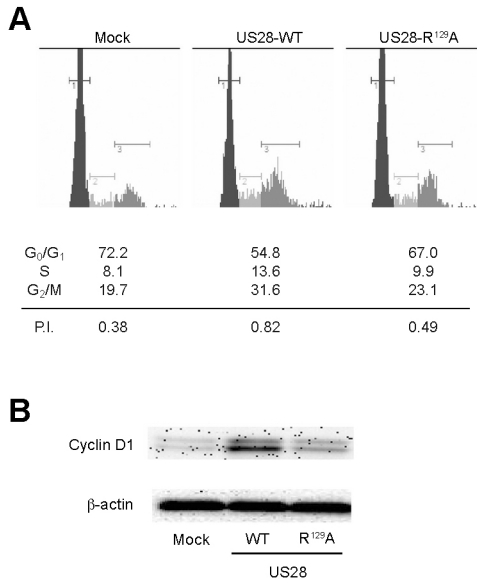 A
Mock US28-WT US28-R¹²⁹A
1 2 3 1 2 3 1 2 3
G₀/G₁ 72.2 54.8 67.0
S 8.1 13.6 9.9
G₂/M 19.7 31.6 23.1
P.I. 0.38 0.82 0.49
B
Cyclin D1
β-actin
Mock WT R¹²⁹A
US28